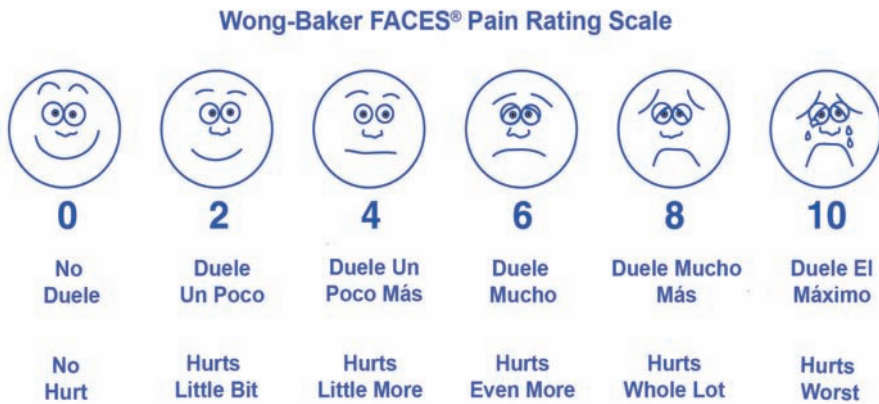 Wong-Baker FACES® Pain Rating Scale
0 2 4 6 8 10
No Duele Duele Duele Un Duele Duele Mucho Duele El
Duele Un Poco Poco Más Mucho Más Máximo
No Hurts Hurts Hurts Hurts Hurts
Hurt Little Bit Little More Even More Whole Lot Worst